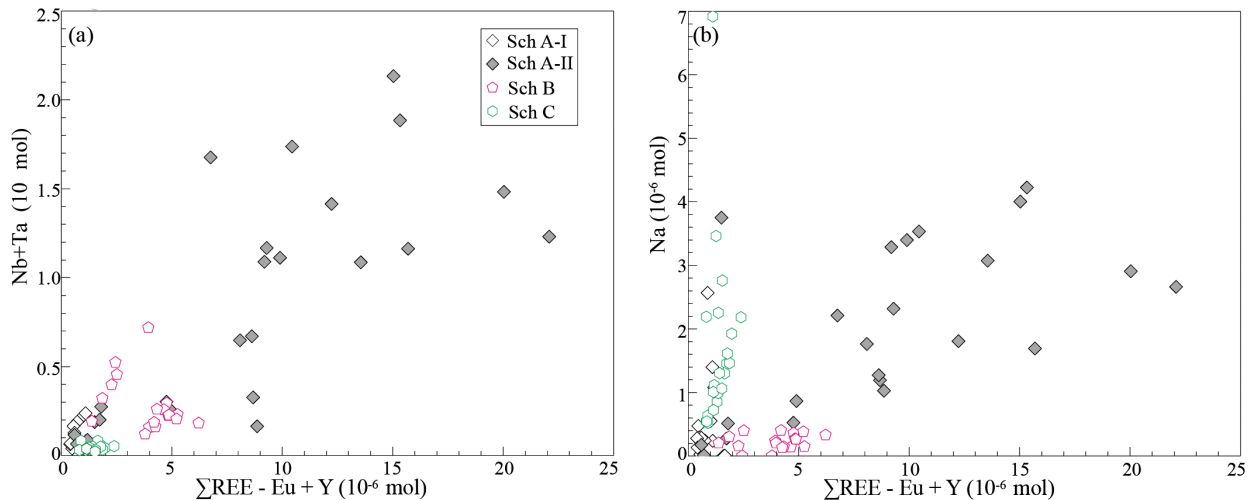 (a)
2.5
2.0
1.5
1.0
0.5
0
Nb+Ta (10 mol)
Sch A-I
Sch A-II
Sch B
Sch C
0 5 10 15 20 25
∑REE - Eu + Y (10⁻⁶ mol)
(b)
7
6
4
3
2
1
0
Na (10⁻⁶ mol)
0 5 10 15 20 25
∑REE - Eu + Y (10⁻⁶ mol)